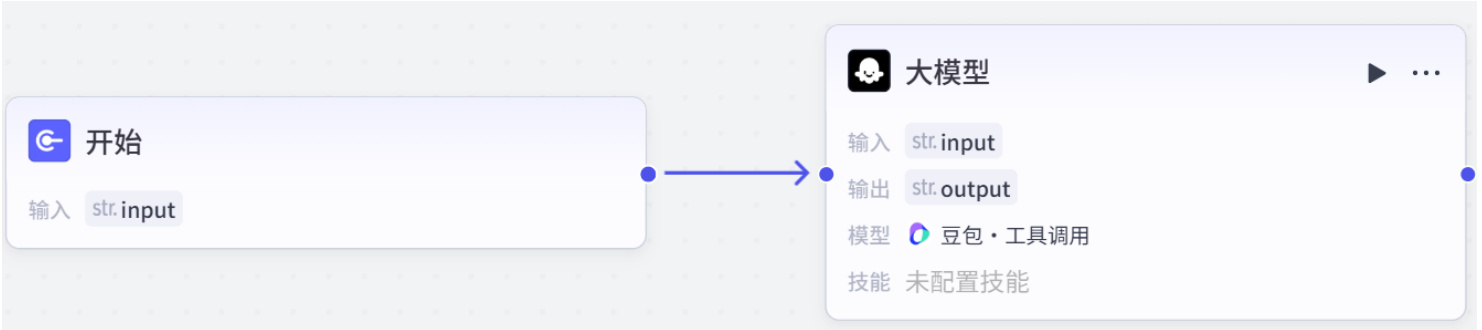 开始
输入 str. input
大模型
输入 str. input
输出 str. output
模型 豆包·工具调用
技能 未配置技能